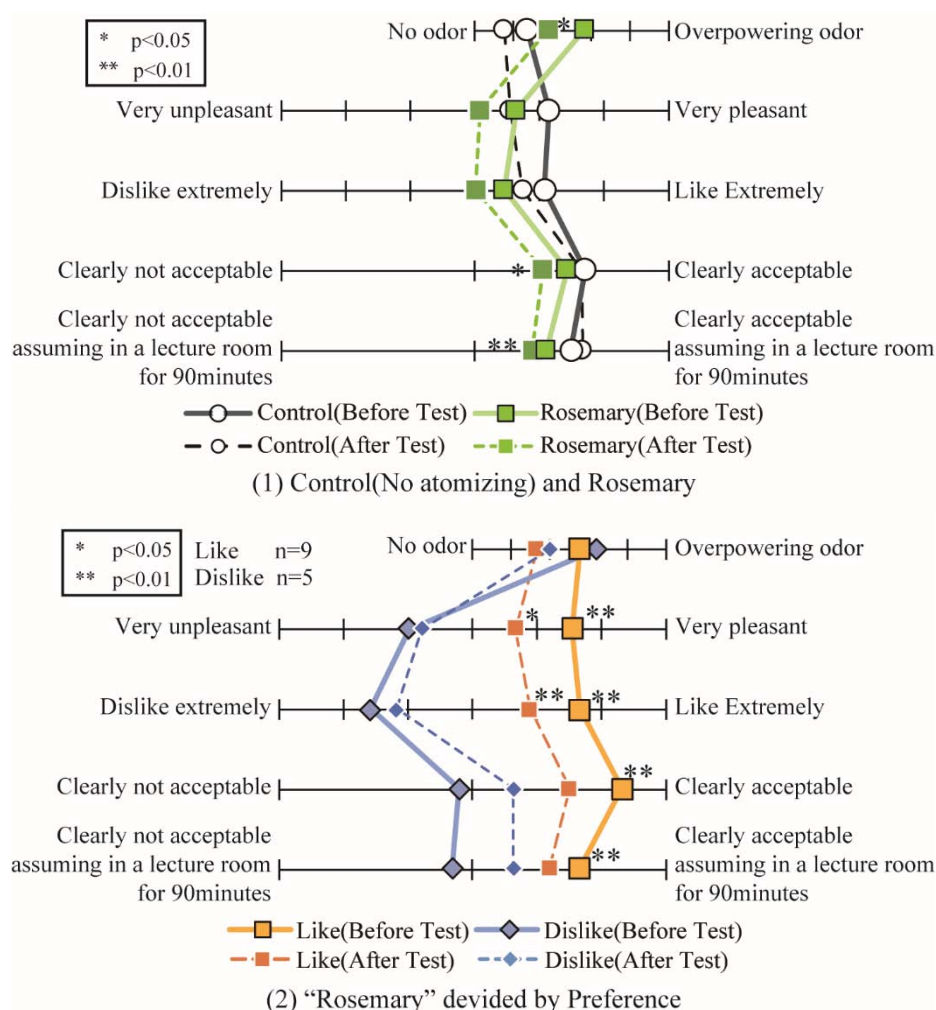 * p<0.05
** p<0.01
No odor
Overpowering odor
*
Very unpleasant
Very pleasant
Dislike extremely
Like Extremely
Clearly not acceptable
Clearly acceptable
*
Clearly not acceptable
assuming in a lecture room
for 90minutes
Clearly acceptable
assuming in a lecture room
for 90minutes
**
Control(Before Test)
Rosemary(Before Test)
Control(After Test)
Rosemary(After Test)
(1) Control(No atomizing) and Rosemary
* p<0.05
** p<0.01
Like n=9
Dislike n=5
No odor
Overpowering odor
Very unpleasant
Very pleasant
* **
Dislike extremely
Like Extremely
** **
Clearly not acceptable
Clearly acceptable
**
Clearly not acceptable
assuming in a lecture room
for 90minutes
Clearly acceptable
assuming in a lecture room
for 90minutes
**
Like(Before Test)
Dislike(Before Test)
Like(After Test)
Dislike(After Test)
(2) “Rosemary” devided by Preference